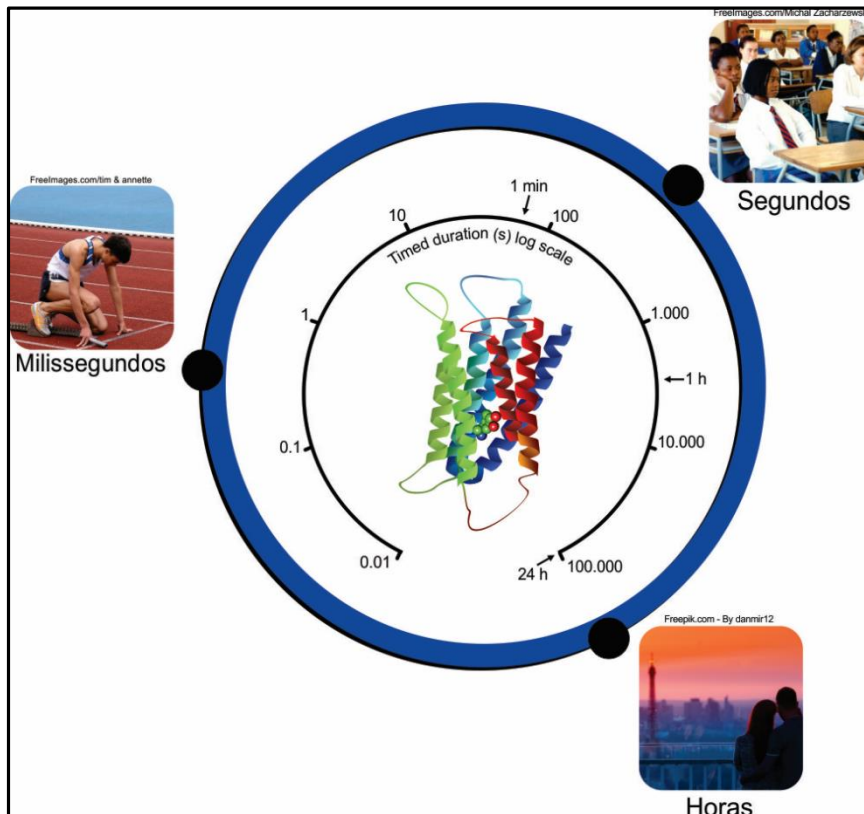 FreeImages.com/Michal Zacharzewsk
Segundos
FreeImages.com/tim & annette
Milissegundos
1 min
10
100
Timed duration (s) log scale
1
1.000
1 h
0.1
10.000
0.01
24 h
100.000
Freepik.com - By danmir12
Horas